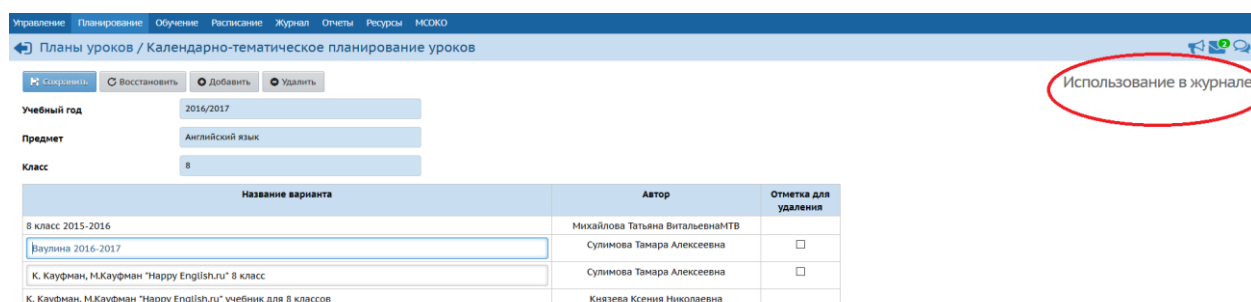 Управление Планирование Обучение Расписание Журнал Отчеты Ресурсы МСОКО
Планы уроков / Календарно-тематическое планирование уроков
2
Сохранить Восстановить Добавить Удалить
Использование в журнале
Учебный год 2016/2017
Предмет Английский язык
Класс 8
Название варианта Автор Отметка для
удаления
8 класс 2015-2016 Михайлова Татьяна ВитальевнаМТВ
Ваулина 2016-2017 Сулимова Тамара Алексеевна
К. Кауфман, М.Кауфман "Happy English.ru" 8 класс Сулимова Тамара Алексеевна
К. Кауфман, М.Кауфман "Happy English.ru" учебник для 8 классов Князева Ксения Николаевна